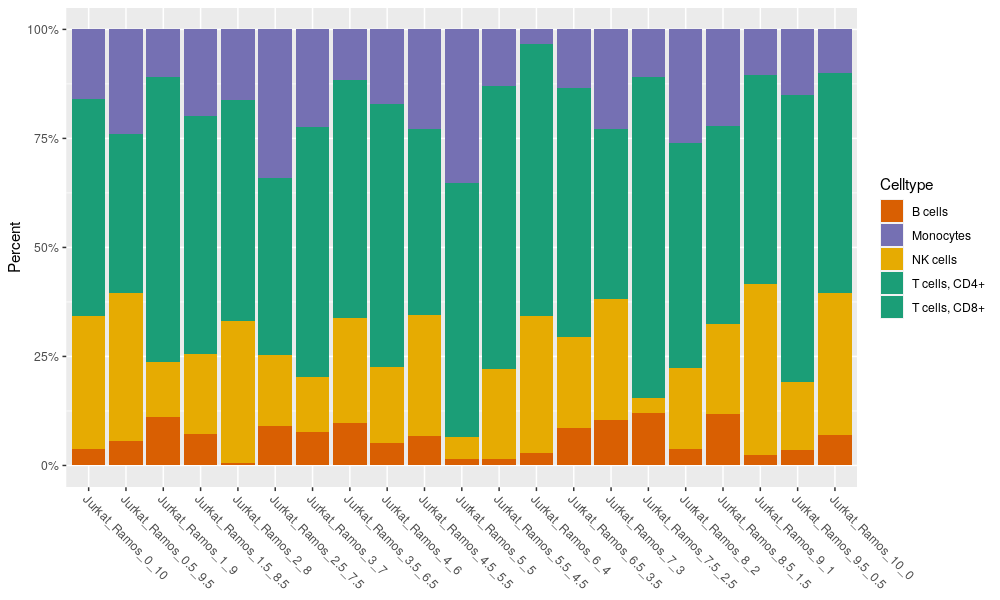 100%
75%
50%
25%
0%
Percent
Jurkat_Ramos_0_10
Jurkat_Ramos_0.5_9.5
Jurkat_Ramos_1_9
Jurkat_Ramos_1.5_8.5
Jurkat_Ramos_2_8
Jurkat_Ramos_2.5_7.5
Jurkat_Ramos_3_7
Jurkat_Ramos_3.5_6.5
Jurkat_Ramos_4_6
Jurkat_Ramos_4.5_5.5
Jurkat_Ramos_5_5
Jurkat_Ramos_5.5_4.5
Jurkat_Ramos_6_4
Jurkat_Ramos_6.5_3.5
Jurkat_Ramos_7_3
Jurkat_Ramos_7.5_2.5
Jurkat_Ramos_8_2
Jurkat_Ramos_8.5_1.5
Jurkat_Ramos_9_1
Jurkat_Ramos_9.5_0.5
Jurkat_Ramos_10_0
Celltype
B cells
Monocytes
NK cells
T cells, CD4+
T cells, CD8+